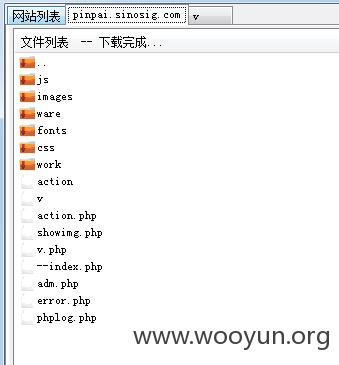 网站列表 pinpai.sinosig.com v
文件列表 -- 下载完成...
..
js
images
ware
fonts
css
work
action
v
action.php
showimg.php
v.php
--index.php
adm.php
error.php
phplog.php
www.wooyun.org